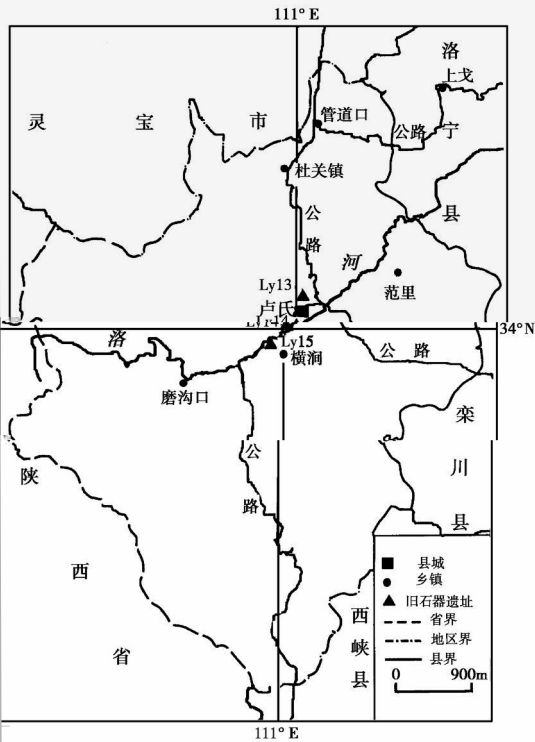 111° E
洛
上戈
灵宝市
管道口
公路
宁
杜关镇
县
公路
河
范里
Ly13
卢氏
34° N
洛
Ly15
横涧
公路
磨沟口
栾川县
公路
陕西省
西峡县
县城
乡镇
旧石器遗址
省界
地区界
县界
0 900m
111° E